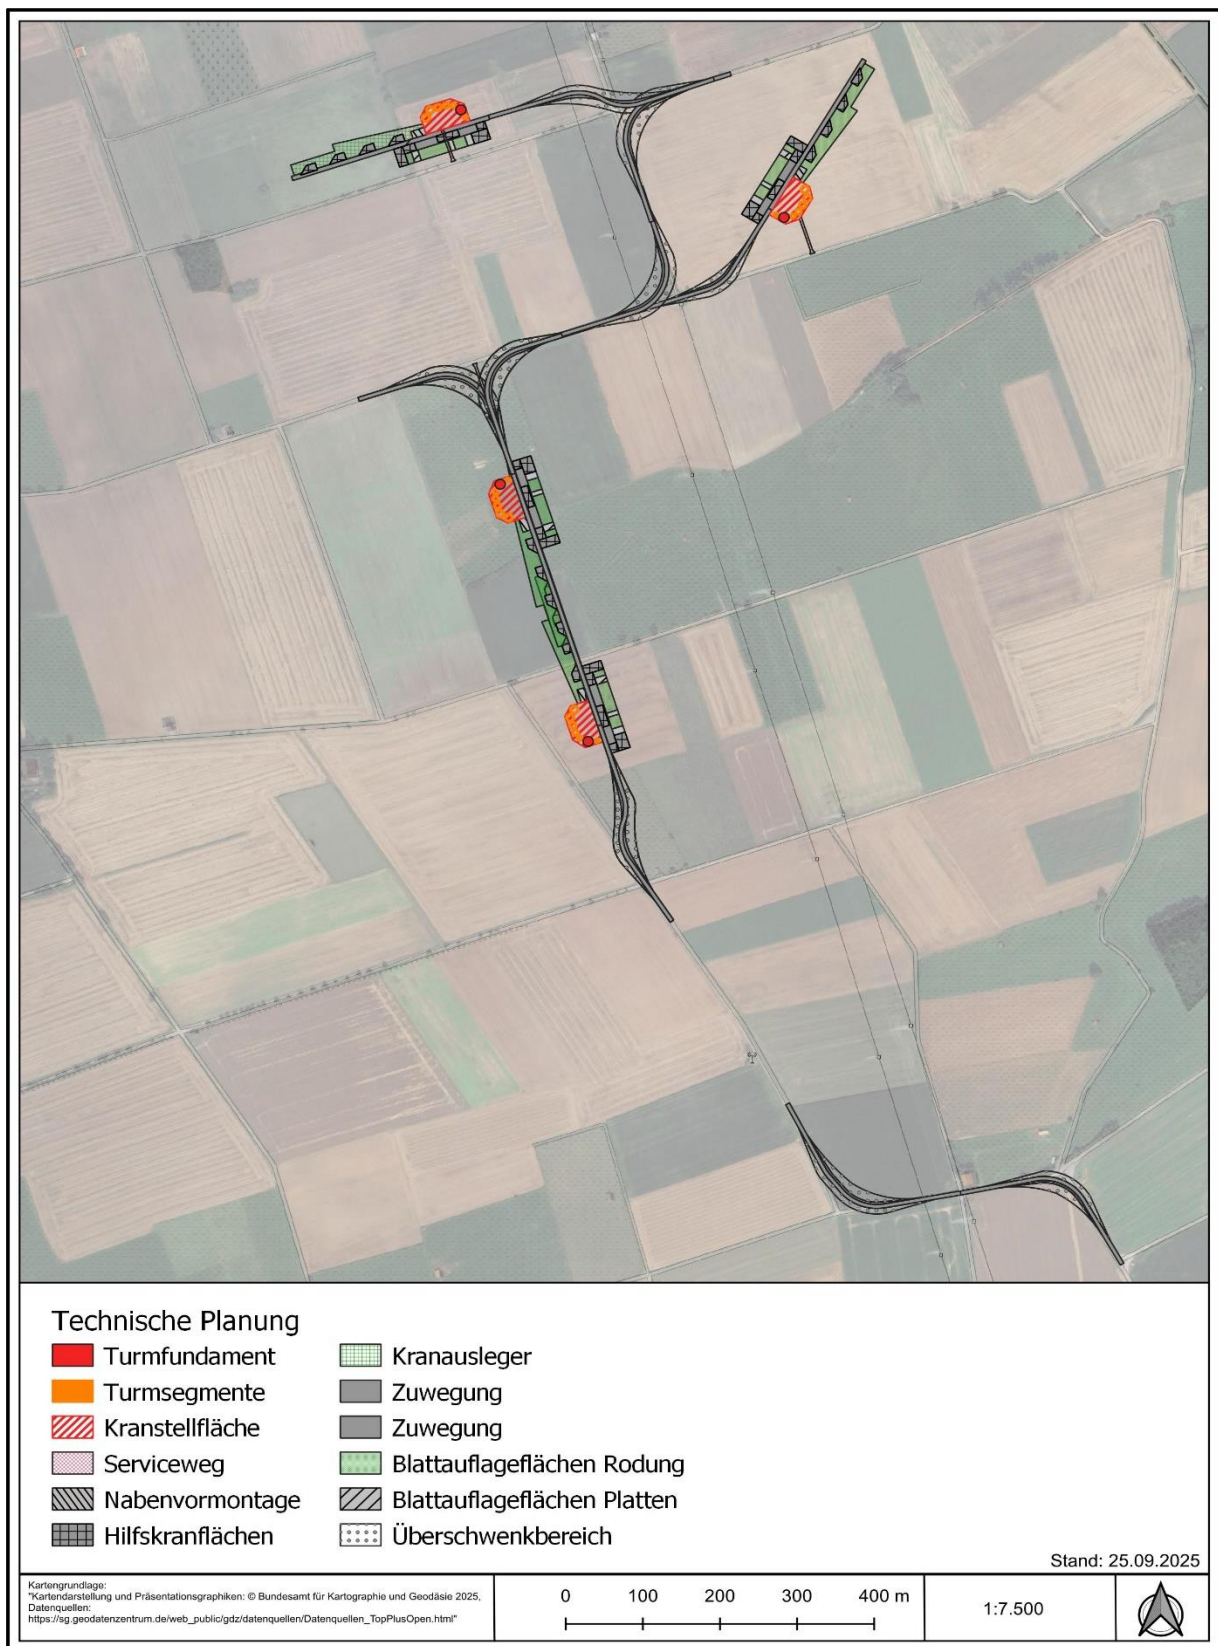 Technische Planung
Turmfundament
Turmsegmente
Kranstellfläche
Serviceweg
Nabenvormontage
Hilfskranflächen
Kranausleger
Zuwegung
Zuwegung
Blattauflageflächen Rodung
Blattauflageflächen Platten
Überschwenkbereich
Stand: 25.09.2025
Kartengrundlage:
"Kartendarstellung und Präsentationsgraphiken: © Bundesamt für Kartographie und Geodäsie 2025,
Datenquellen:
https://sg.geodatenzentrum.de/web_public/gdz/datenquellen/Datenquellen_TopPlusOpen.html"
0 100 200 300 400 m
1:7.500